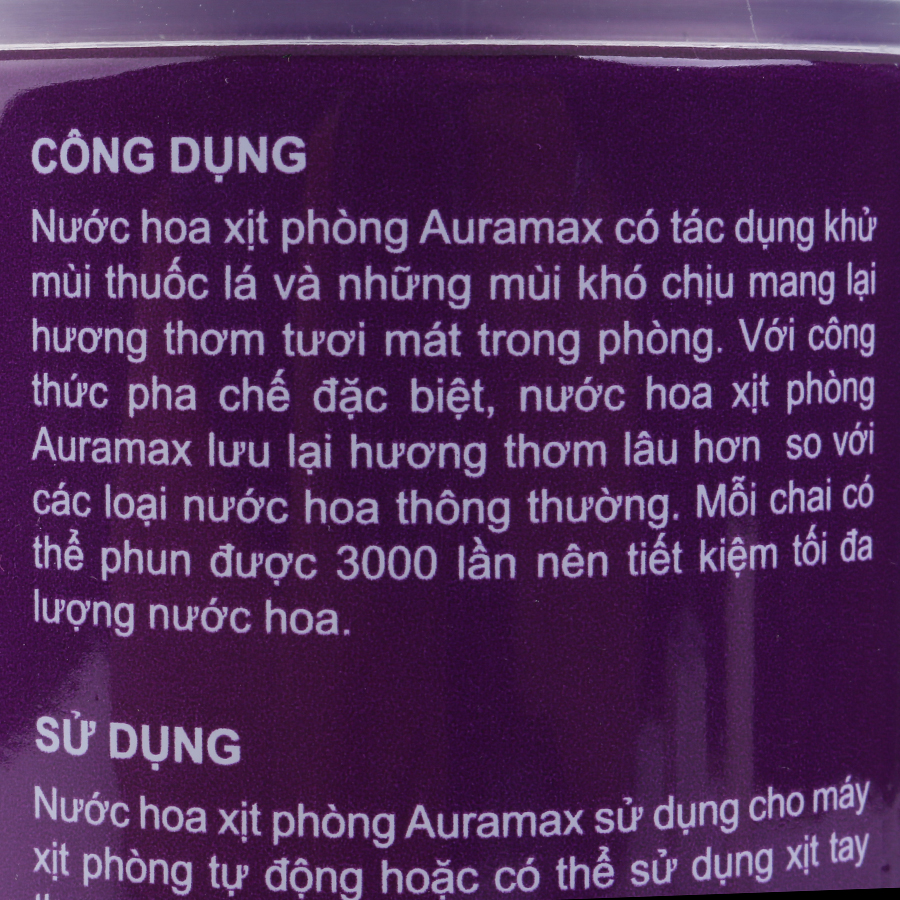 CÔNG DỤNG
Nước hoa xịt phòng Auramax có tác dụng khử
mùi thuốc lá và những mùi khó chịu mang lại
hương thơm tươi mát trong phòng. Với công
thức pha chế đặc biệt, nước hoa xịt phòng
Auramax lưu lại hương thơm lâu hơn so với
các loại nước hoa thông thường. Mỗi chai có
thể phun được 3000 lần nên tiết kiệm tối đa
lượng nước hoa.
SỬ DỤNG
Nước hoa xịt phòng Auramax sử dụng cho máy
xịt phòng tự động hoặc có thể sử dụng xịt tay